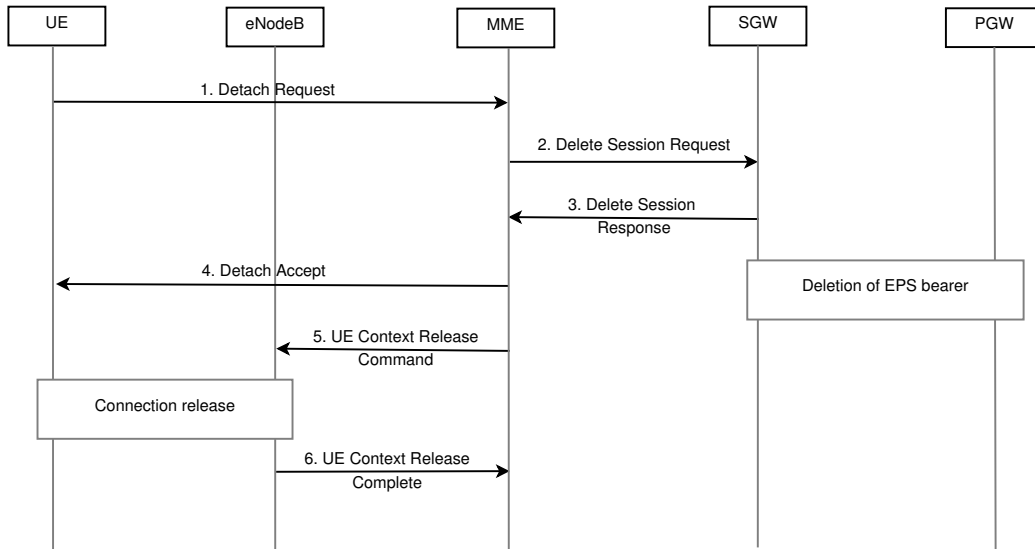 UE
eNodeB
MME
SGW
PGW
1. Detach Request
2. Delete Session Request
3. Delete Session
Response
4. Detach Accept
Deletion of EPS bearer
5. UE Context Release
Command
Connection release
6. UE Context Release
Complete